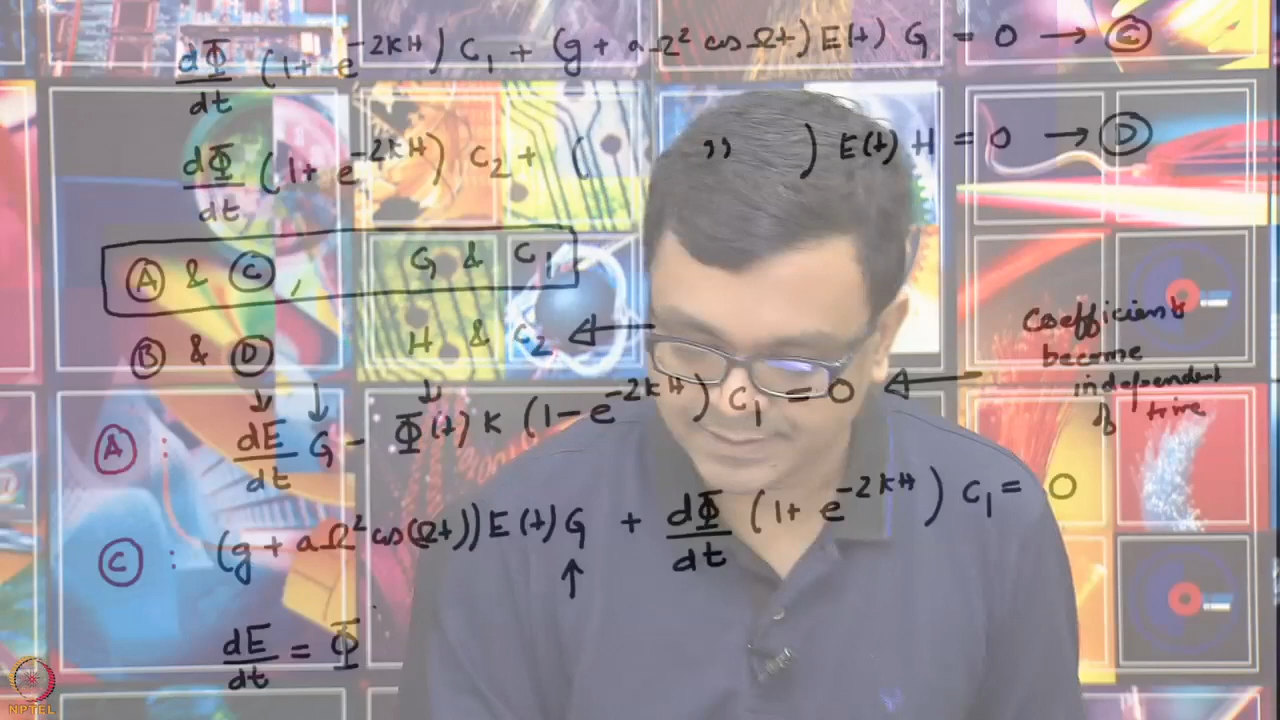 dΦ/dt (1 + e^{-2KH}) C₁ + (g + aΩ² cos Ωt) E(t) G = 0 → Ⓒ
dΦ/dt (1 + e^{-2KH}) C₂ + ( ,, ) E(t) H = 0 → Ⓓ
Ⓐ & Ⓒ , G & C₁
Ⓑ & Ⓓ H & C₂ ←
Coefficients
become
independent
of time
Ⓐ : dE/dt G - Φ(t) K (1 - e^{-2KH}) C₁ = 0 ←
Ⓒ : (g + aΩ² cos(Ωt)) E(t) G + dΦ/dt (1 + e^{-2KH}) C₁ = 0
dE/dt = Φ
NPTEL